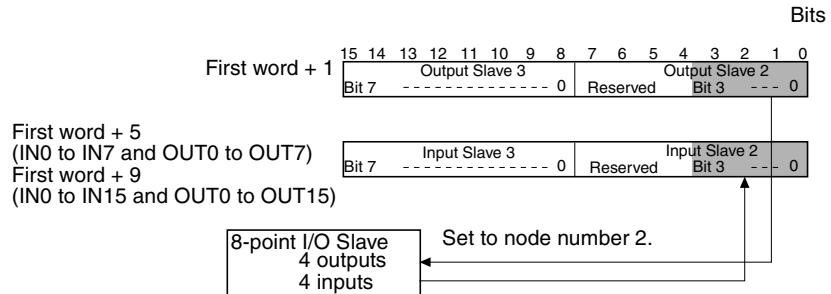 Bits
15 14 13 12 11 10 9 8 7 6 5 4 3 2 1 0
First word + 1
Output Slave 3 Output Slave 2
Bit 7 - - - - - - - - - - - - - - 0 Reserved Bit 3 - - - 0
First word + 5
(IN0 to IN7 and OUT0 to OUT7)
First word + 9
(IN0 to IN15 and OUT0 to OUT15)
Input Slave 3 Input Slave 2
Bit 7 - - - - - - - - - - - - - - 0 Reserved Bit 3 - - - 0
8-point I/O Slave
4 outputs
4 inputs
Set to node number 2.